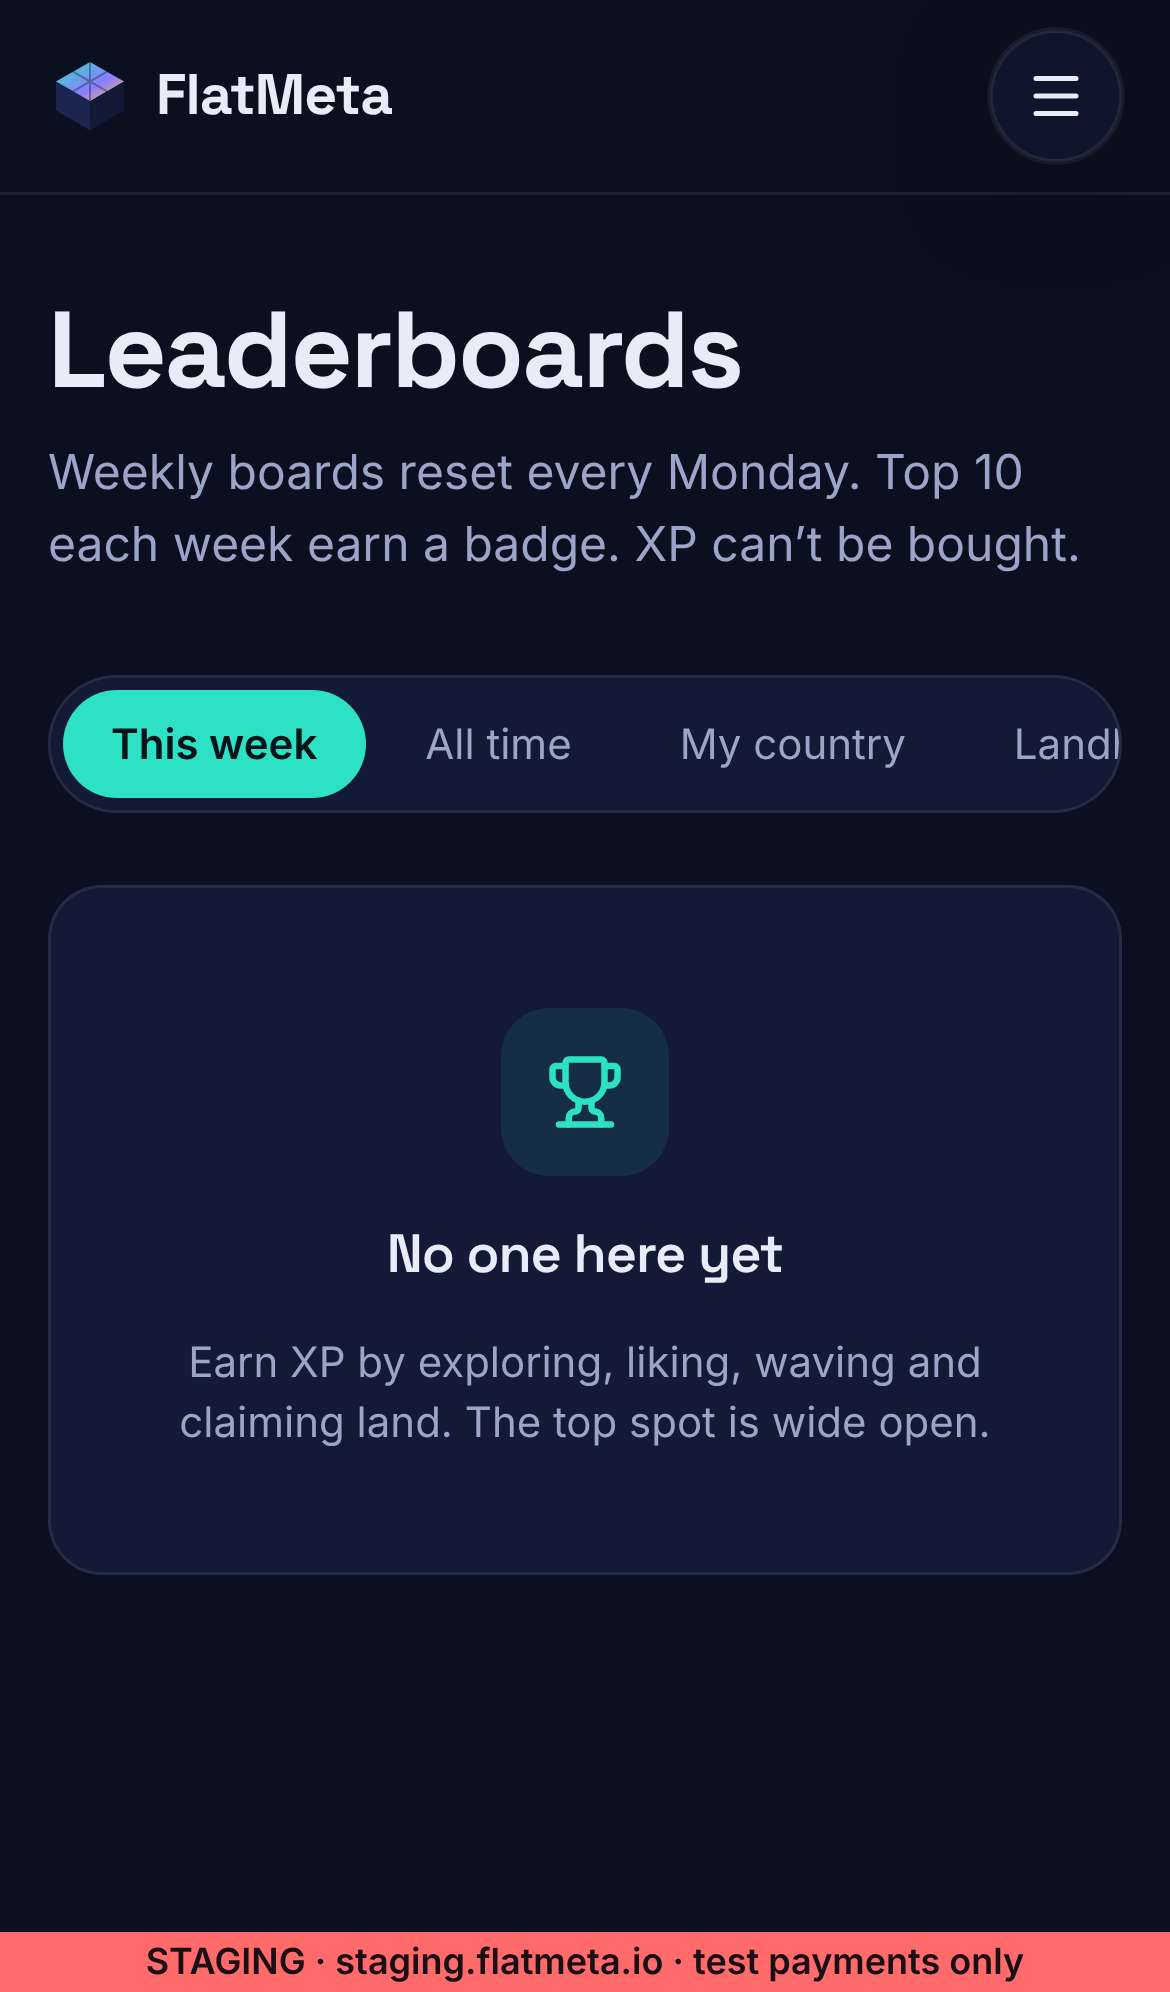 FlatMeta
Leaderboards
Weekly boards reset every Monday. Top 10
each week earn a badge. XP can’t be bought.
This week
All time
My country
No one here yet
Earn XP by exploring, liking, waving and
claiming land. The top spot is wide open.
STAGING · staging.flatmeta.io · test payments only